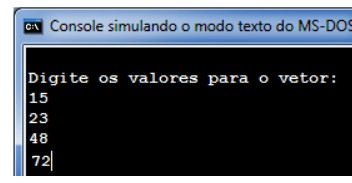 Console simulando o modo texto do MS-DOS
Digite os valores para o vetor:
15
23
48
72